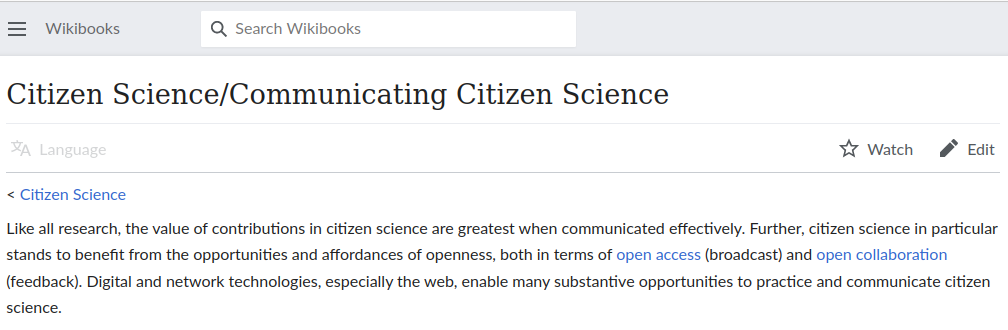 Wikibooks
Search Wikibooks
Citizen Science/Communicating Citizen Science
Language
Watch
Edit
< Citizen Science
Like all research, the value of contributions in citizen science are greatest when communicated effectively. Further, citizen science in particular
stands to benefit from the opportunities and affordances of openness, both in terms of open access (broadcast) and open collaboration
(feedback). Digital and network technologies, especially the web, enable many substantive opportunities to practice and communicate citizen
science.